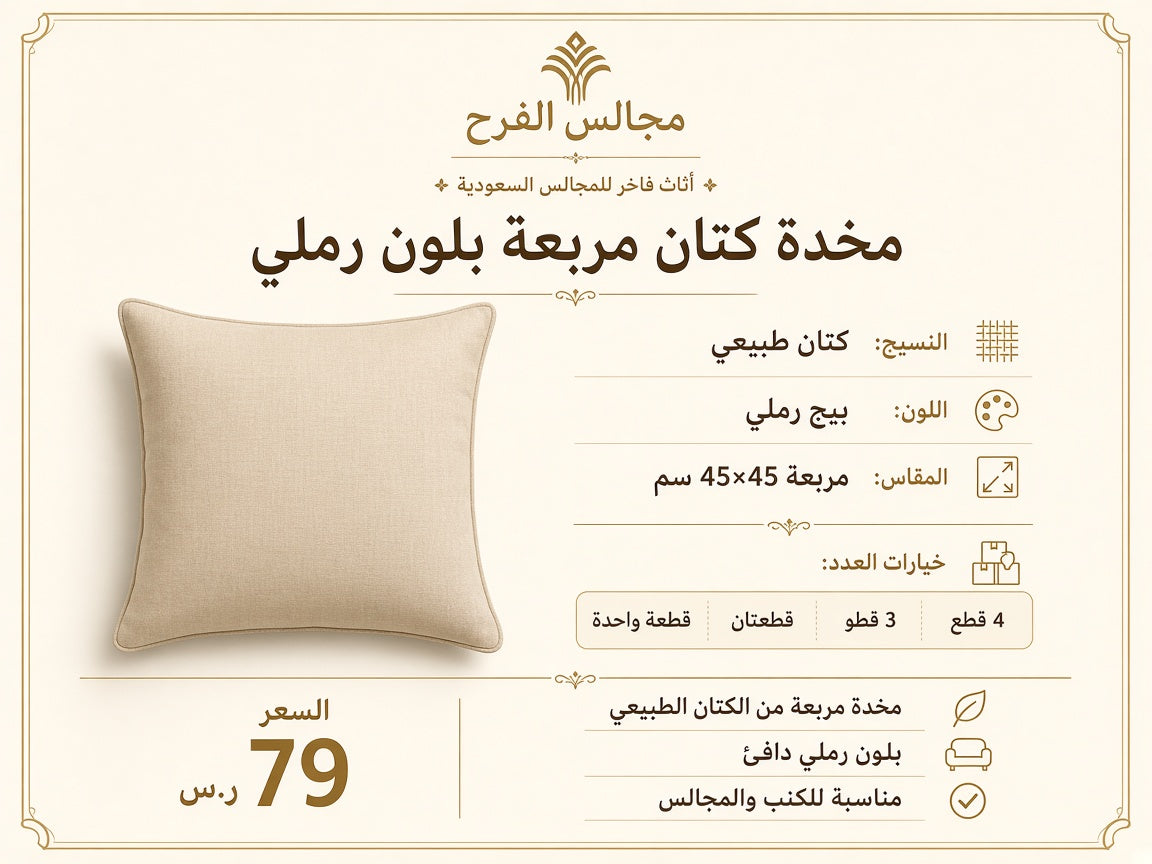 مجالس الفرح
أثاث فاخر للمجالس السعودية
مخدة كتان مربعة بلون رملي
النسيج: كتان طبيعي
اللون: بيج رملي
المقاس: مربعة 45×45 سم
خيارات العدد:
4 قطع
3 قطو
قطعتان
قطعة واحدة
مخدة مربعة من الكتان الطبيعي
بلون رملي دافئ
مناسبة للكنب والمجالس
السعر
79 ر.س